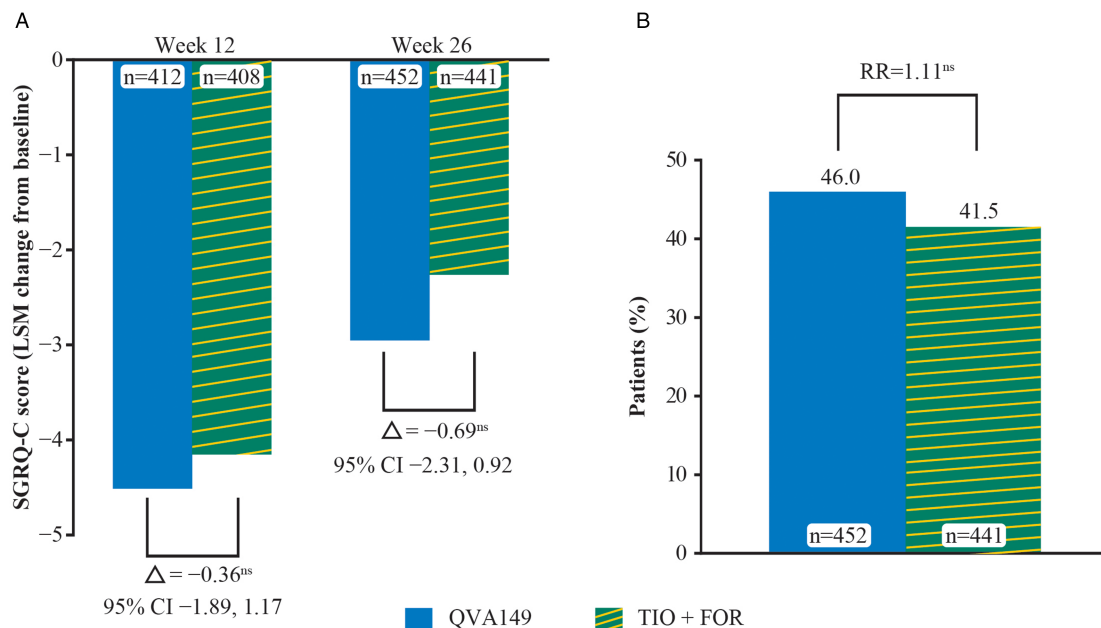 A
Week 12
Week 26
0
−1
−2
−3
−4
−5
SGRQ-C score (LSM change from baseline)
n=412
n=408
n=452
n=441
△ = −0.36ns
95% CI −1.89, 1.17
△ = −0.69ns
95% CI −2.31, 0.92
B
RR=1.11ns
50
40
30
20
10
0
Patients (%)
46.0
41.5
n=452
n=441
QVA149
TIO + FOR